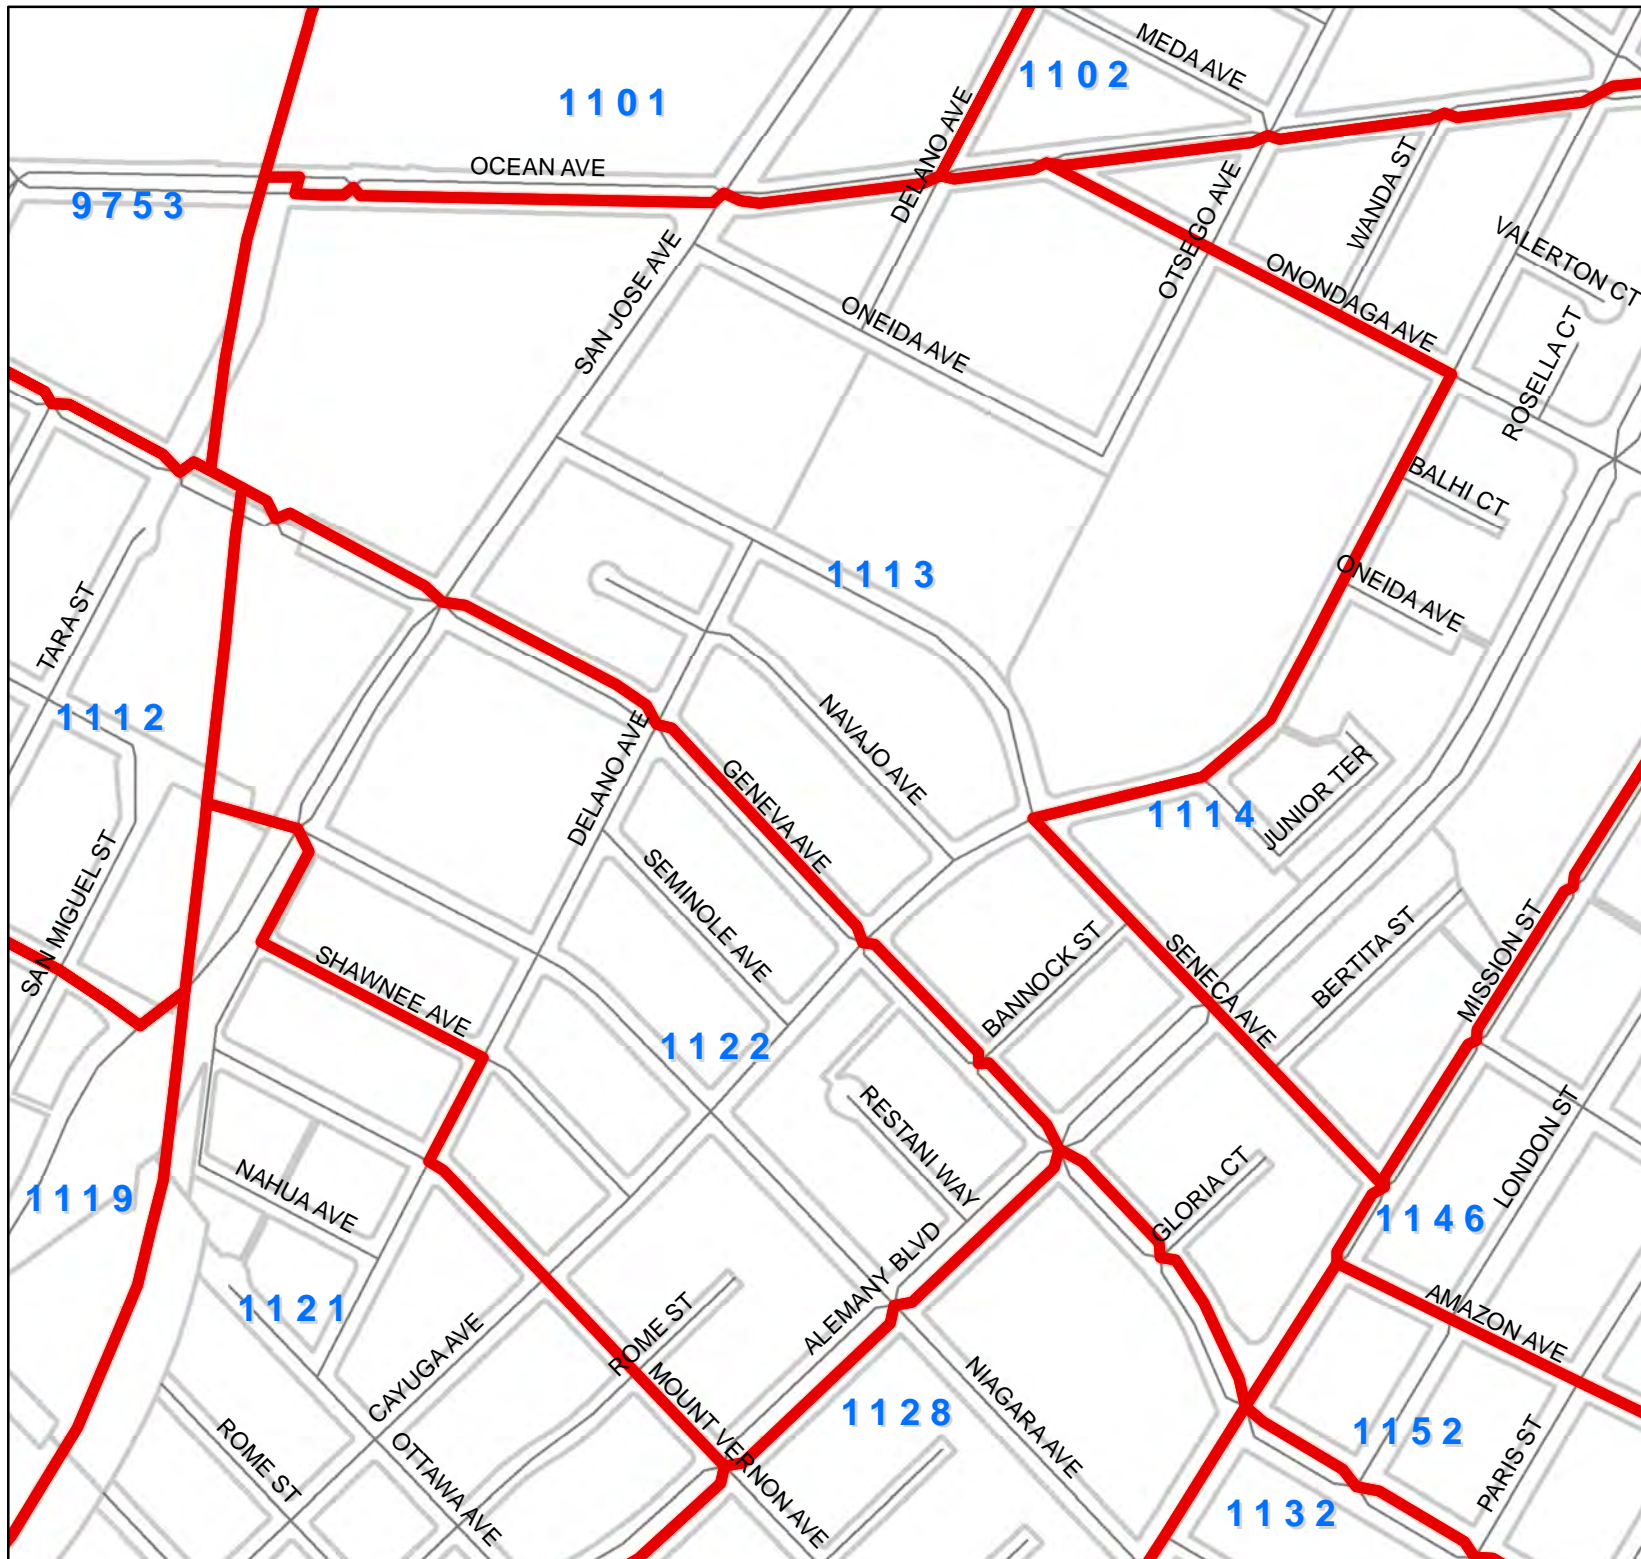 MEDA AVE
1102
1101
DELANO AVE
OCEAN AVE
9753
WANDA ST
OTSEGO AVE
VALERTON CT
SAN JOSE AVE
ONONDAGA AVE
ONEIDA AVE
ROSELLA CT
BALHI CT
1113
ONEIDA AVE
TARA ST
1112
NAVAJO AVE
DELANO AVE
GENEVA AVE
1114
JUNIOR TER
SAN MIGUEL ST
SEMINOLE AVE
BERTITA ST
MISSION ST
BANNOCK ST
SENECA AVE
SHAWNEE AVE
1122
RESTANI WAY
LONDON ST
NAHUA AVE
1119
GLORIA CT
1146
1121
ALEMANY BLVD
AMAZON AVE
ROME ST
CAYUGA AVE
MOUNT VERNON AVE
NIAGARA AVE
1128
1152
ROME ST
OTTAWA AVE
PARIS ST
1132